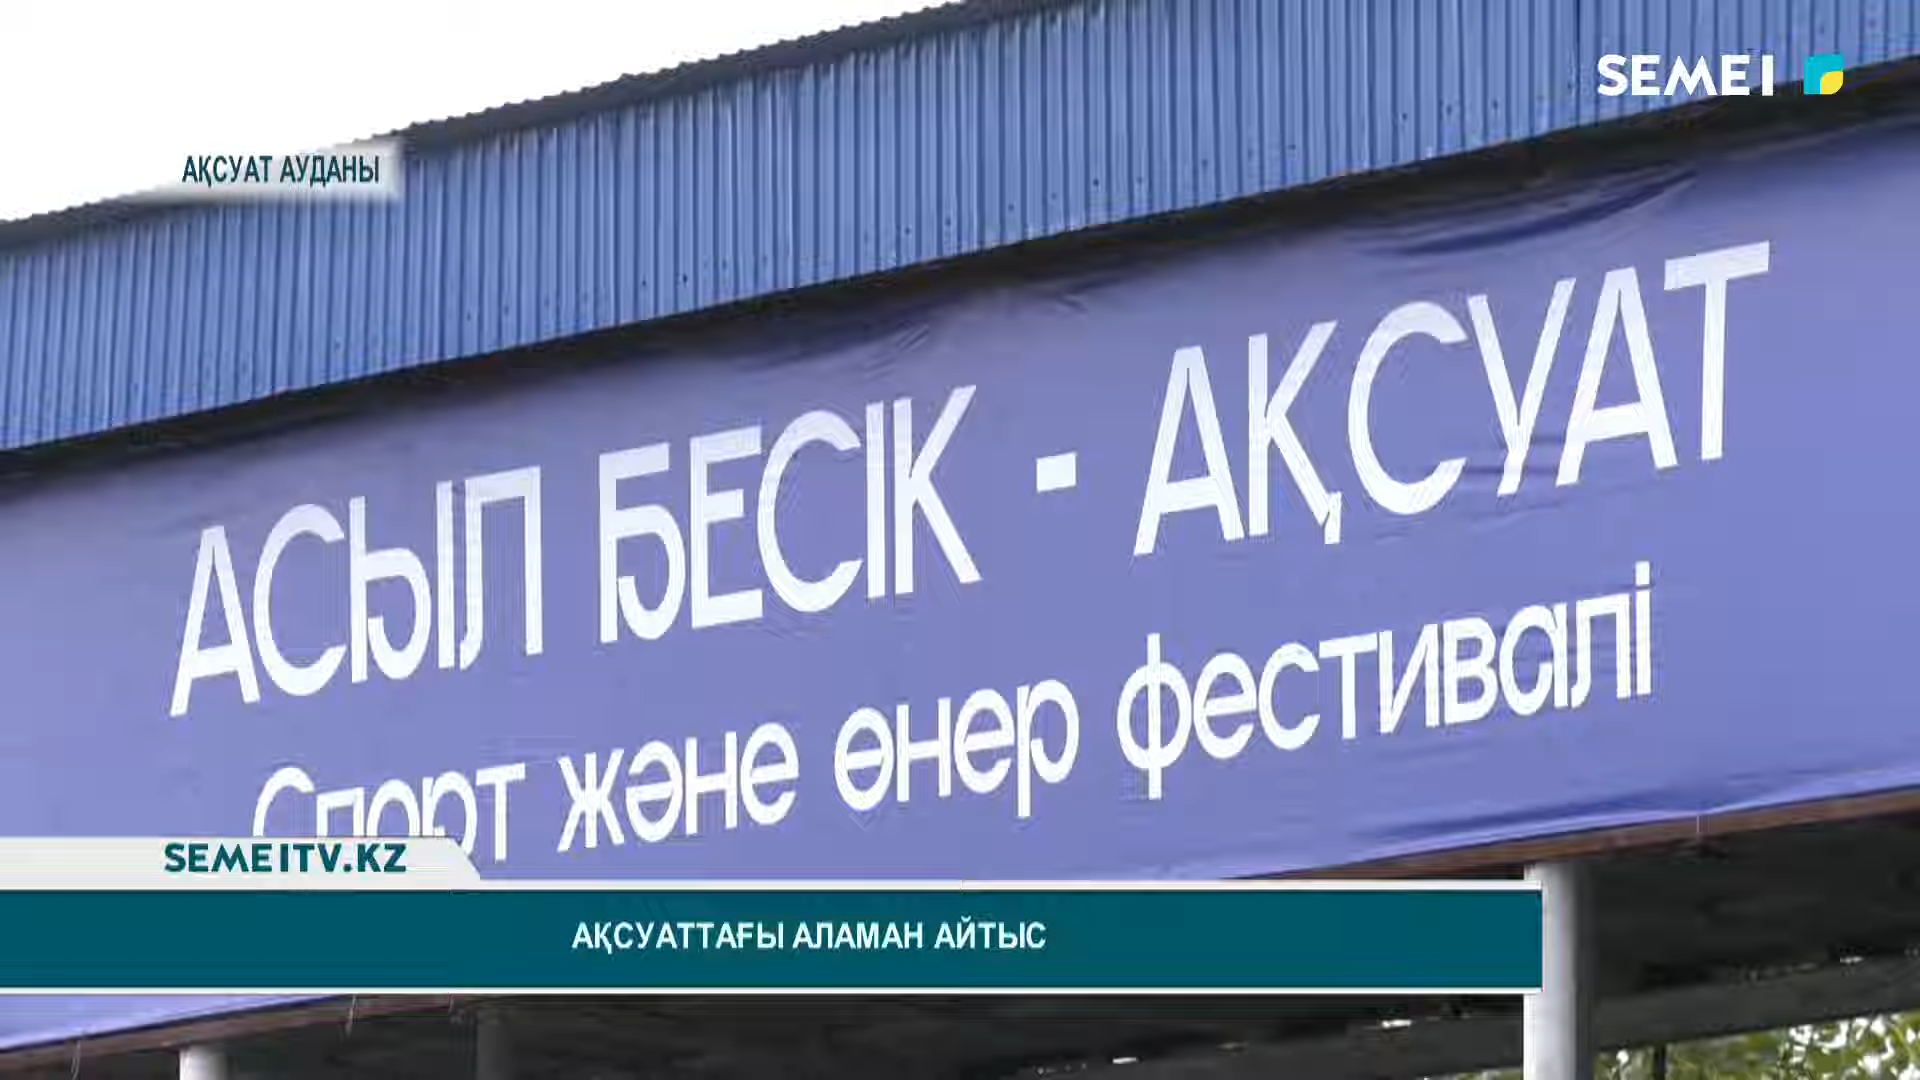 SEMEI
АҚСУАТ АУДАНЫ
АСЫЛ БЕСІК - АҚСУАТ
Спорт және өнер фестивалі
SEMEITV.KZ
АҚСУАТТАҒЫ АЛАМАН АЙТЫС